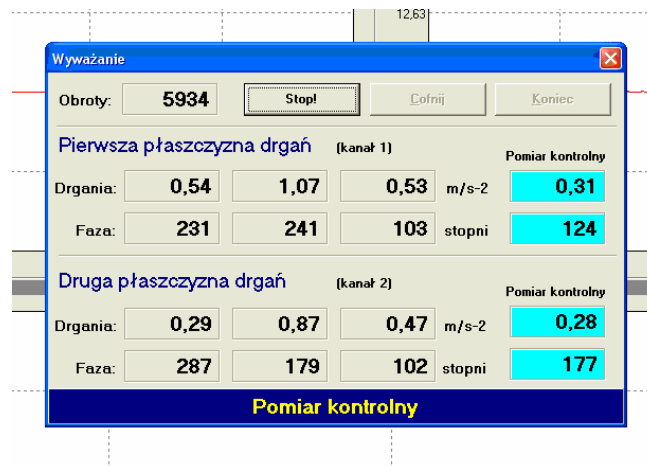 12,63
Wyważanie
Obroty: 5934 Stop! Cofnij Koniec
Pierwsza płaszczyzna drgań (kanał 1) Pomiar kontrolny
Drgania: 0,54 1,07 0,53 m/s-2 0,31
Faza: 231 241 103 stopni 124
Druga płaszczyzna drgań (kanał 2) Pomiar kontrolny
Drgania: 0,29 0,87 0,47 m/s-2 0,28
Faza: 287 179 102 stopni 177
Pomiar kontrolny